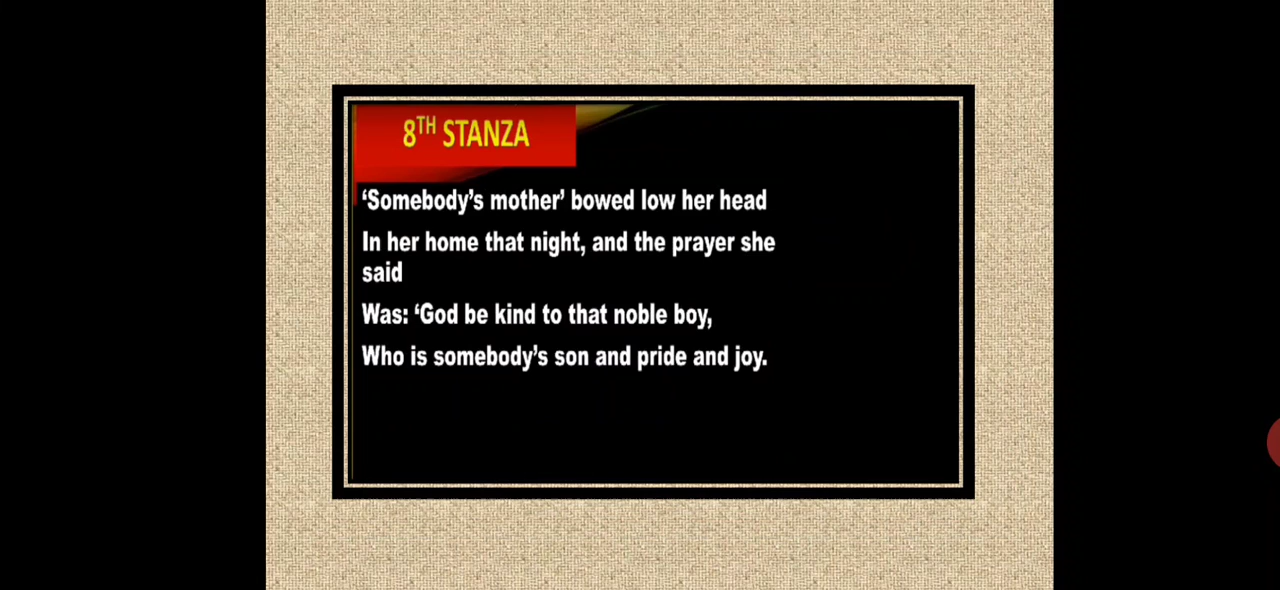 8TH STANZA
‘Somebody’s mother’ bowed low her head
In her home that night, and the prayer she
said
Was: ‘God be kind to that noble boy,
Who is somebody’s son and pride and joy.